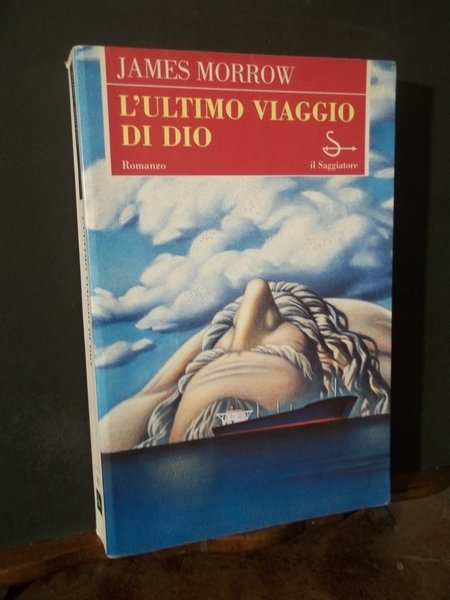 JAMES MORROW
L'ULTIMO VIAGGIO
DI DIO
Romanzo
il Saggiatore